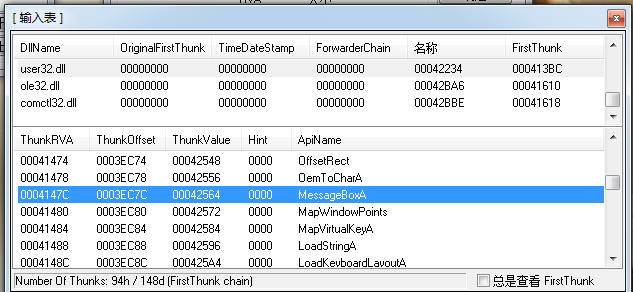 [ 输入表 ]
DllName OriginalFirstThunk TimeDateStamp ForwarderChain 名称 FirstThunk
user32.dll 00000000 00000000 00000000 00042234 000413BC
ole32.dll 00000000 00000000 00000000 00042BA6 00041610
comctl32.dll 00000000 00000000 00000000 00042BBE 00041618
ThunkRVA ThunkOffset ThunkValue Hint ApiName
00041474 0003EC74 00042548 0000 OffsetRect
00041478 0003EC78 00042556 0000 OemToCharA
0004147C 0003EC7C 00042564 0000 MessageBoxA
00041480 0003EC80 00042572 0000 MapWindowPoints
00041484 0003EC84 00042584 0000 MapVirtualKeyA
00041488 0003EC88 00042596 0000 LoadStringA
0004148C 0003EC8C 000425A4 0000 LoadKeyboardLayoutA
Number Of Thunks: 94h / 148d (FirstThunk chain) 总是查看 FirstThunk